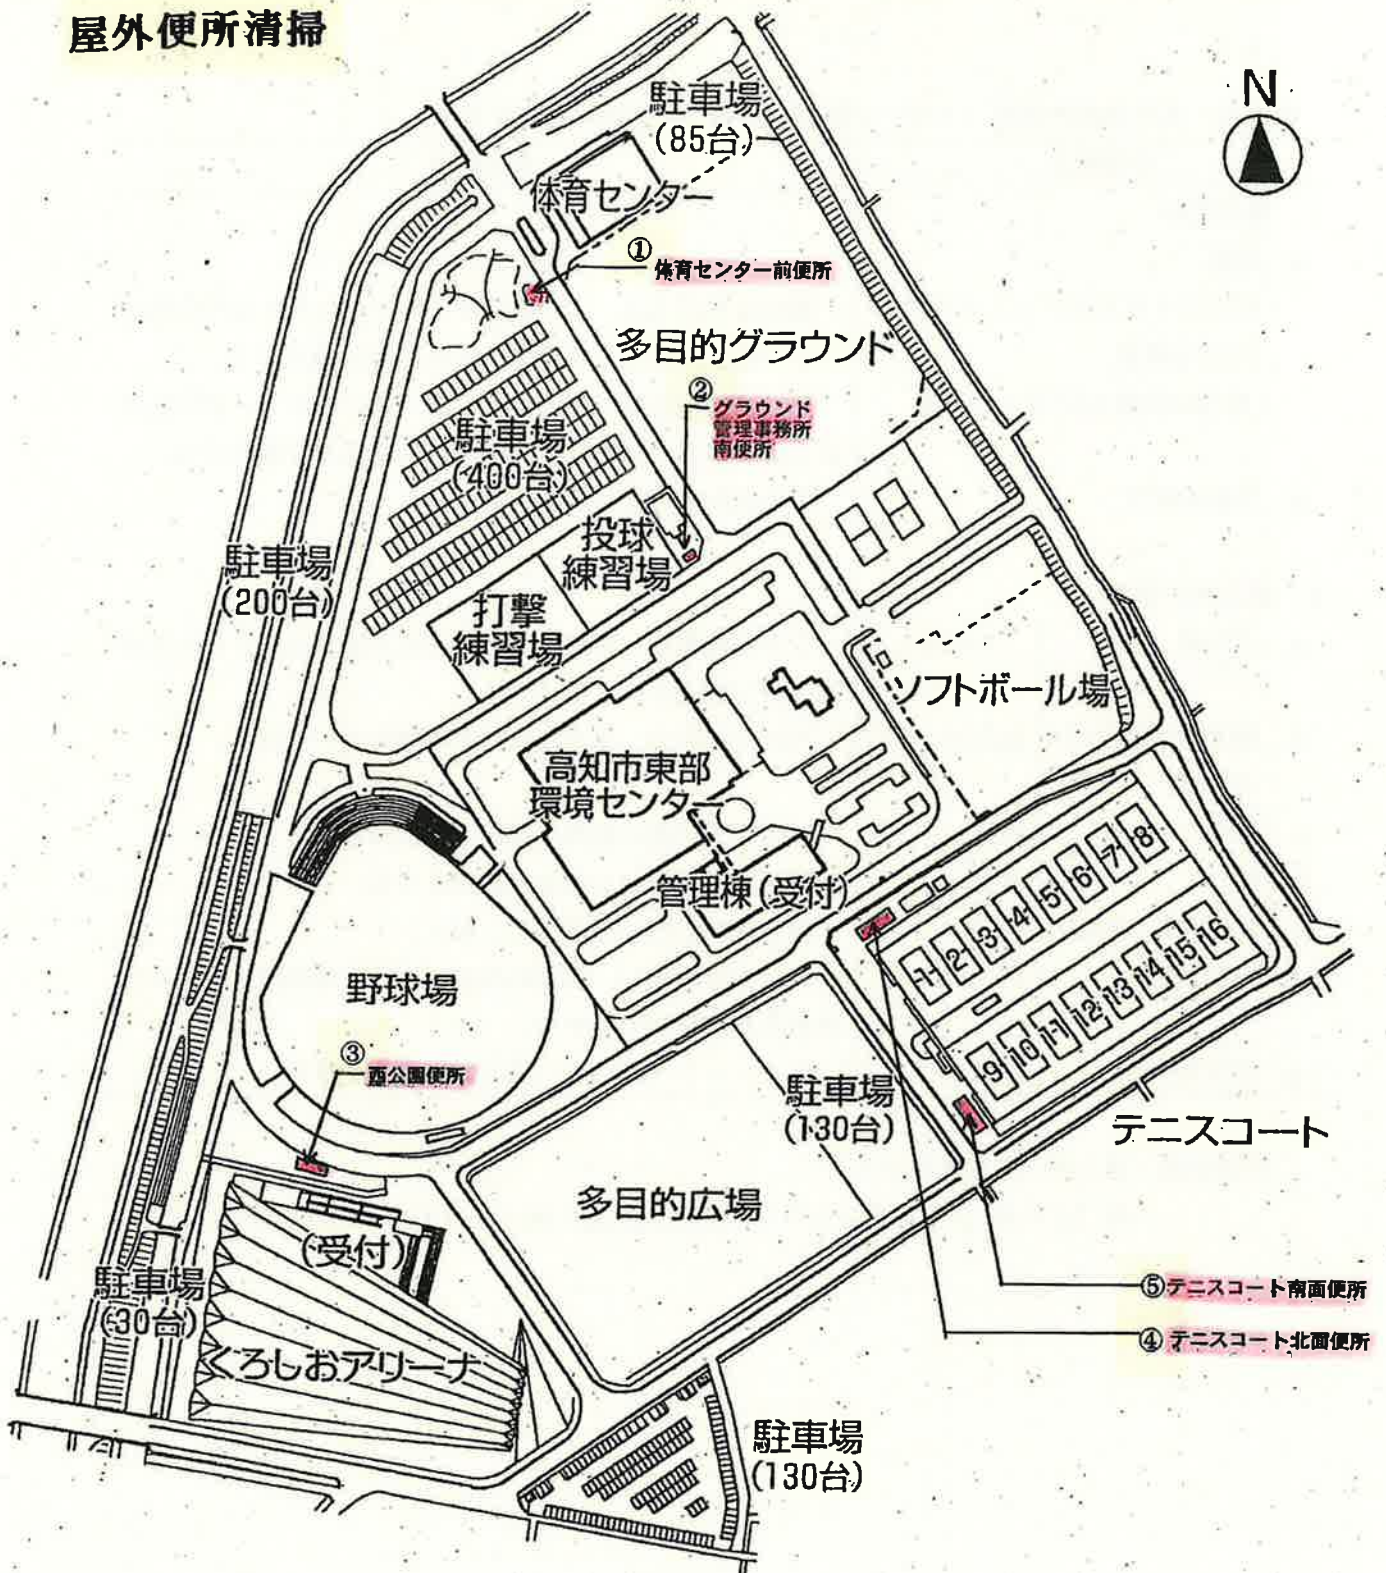 屋外便所清掃
N
駐車場
(85台)
体育センター
①
体育センター前便所
多目的グラウンド
②
グラウンド
管理事務所
南便所
駐車場
(400台)
投球
練習場
駐車場
(200台)
打撃
練習場
ソフトボール場
高知市東部
環境センター
管理棟(受付)
1
2
3
4
5
6
7
8
9
10
11
12
13
14
15
16
野球場
③
西公園便所
駐車場
(130台)
テニスコート
多目的広場
(受付)
駐車場
(30台)
⑤テニスコート南面便所
④テニスコート北面便所
くろしおアリーナ
駐車場
(130台)